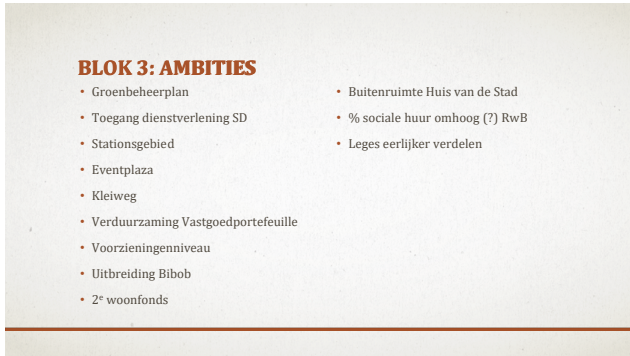 BLOK 3: AMBITIES
• Groenbeheerplan
• Toegang dienstverlening SD
• Stationsgebied
• Eventplaza
• Kleiweg
• Verduurzaming Vastgoedportefeuille
• Voorzieningenniveau
• Uitbreiding Bibob
• 2ᵉ woonfonds
• Buitenruimte Huis van de Stad
• % sociale huur omhoog (?) RwB
• Leges eerlijker verdelen